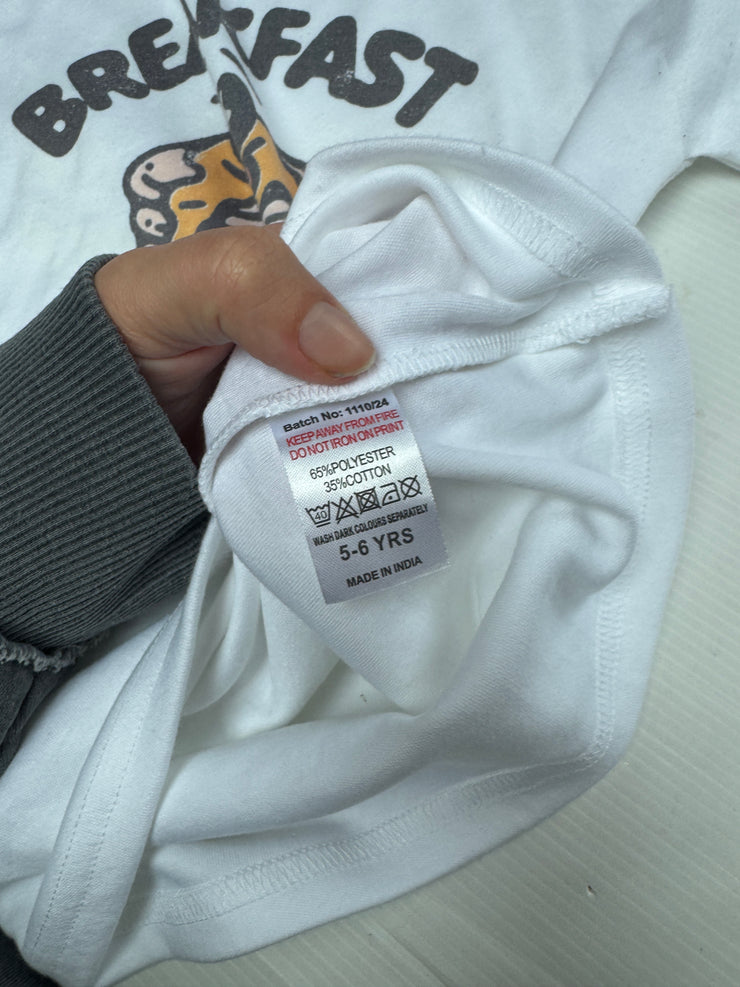 BREAKFAST
Batch No: 1110/24
KEEP AWAY FROM FIRE
DO NOT IRON ON PRINT
65%POLYESTER
35%COTTON
40
WASH DARK COLOURS SEPARATELY
5-6 YRS
MADE IN INDIA